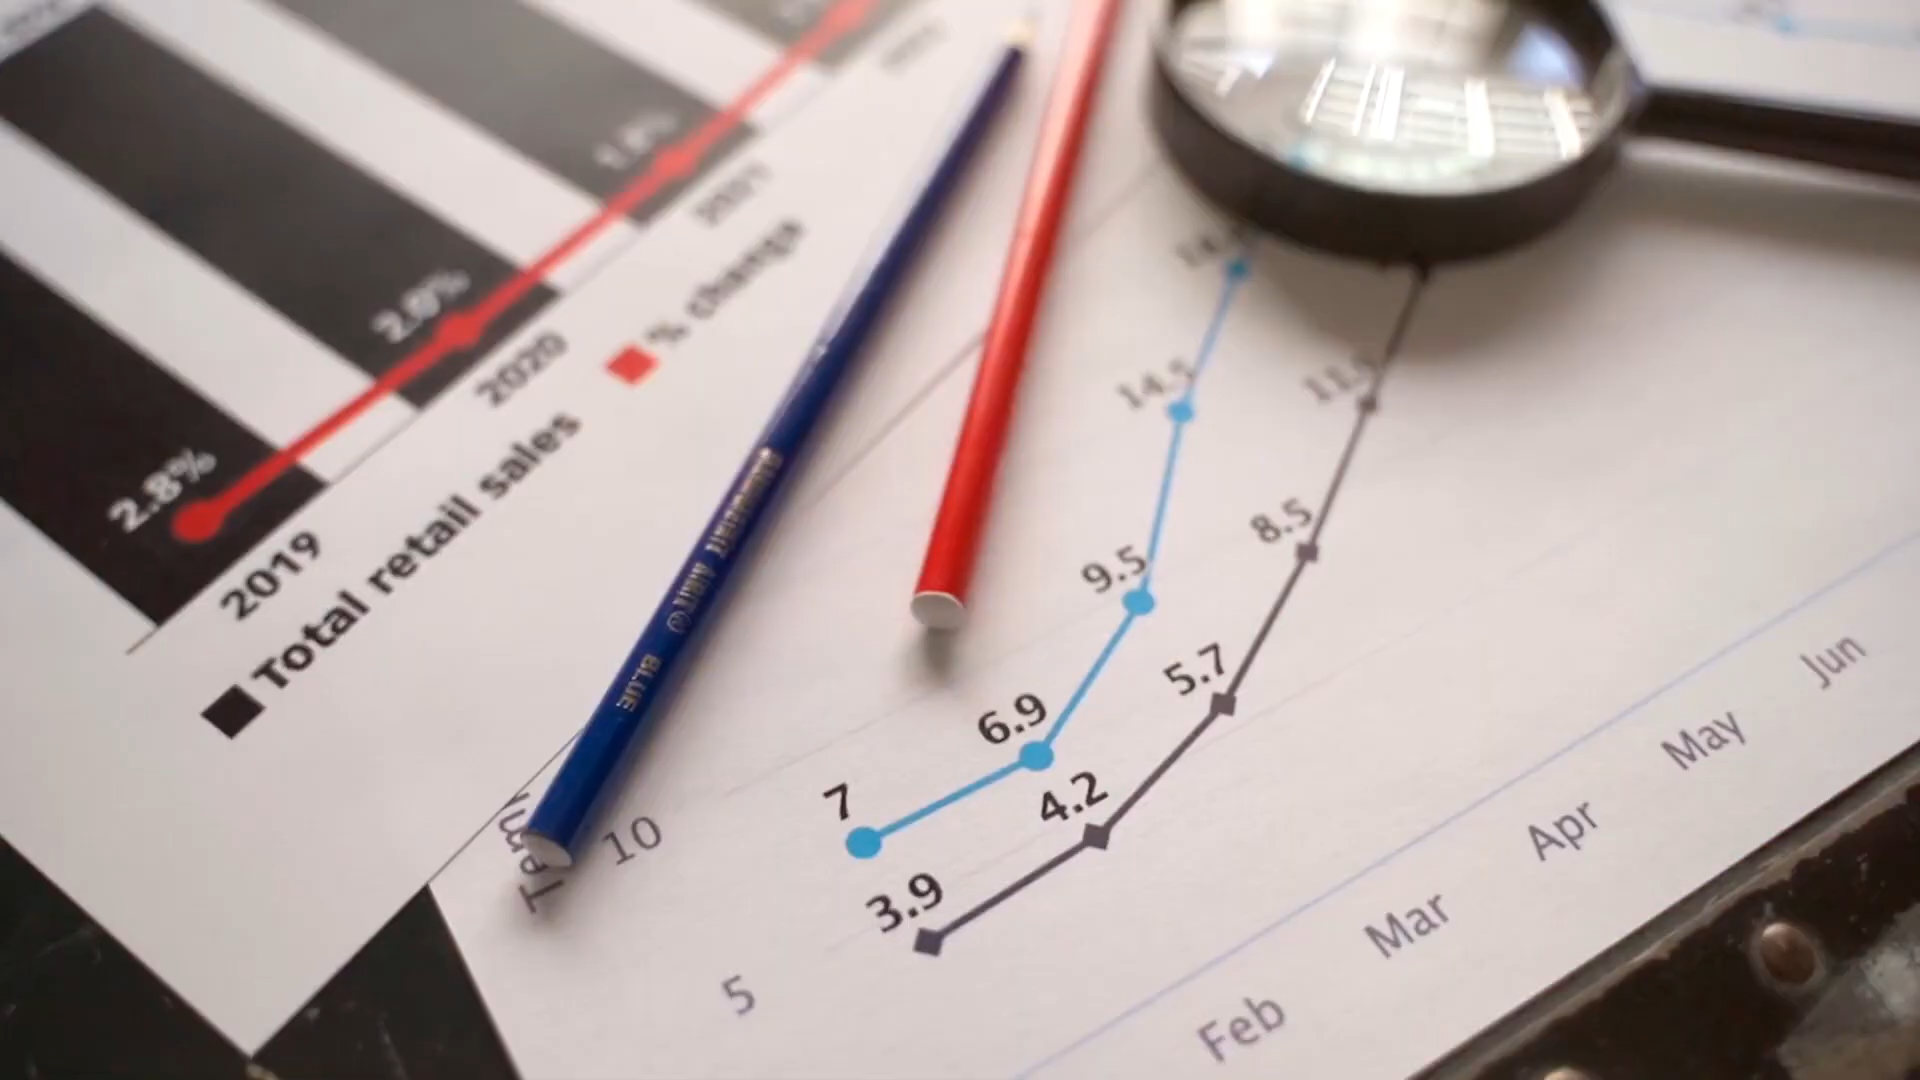 2.8%
2.0%
2019
2020
2021
Total retail sales
% change
BLUE
10
5
7
6.9
9.5
14.5
3.9
4.2
5.7
8.5
Feb
Mar
Apr
May
Jun